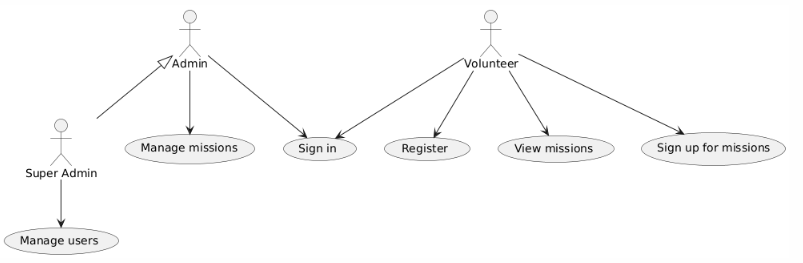 Admin
Volunteer
Super Admin
Manage missions
Sign in
Register
View missions
Sign up for missions
Manage users